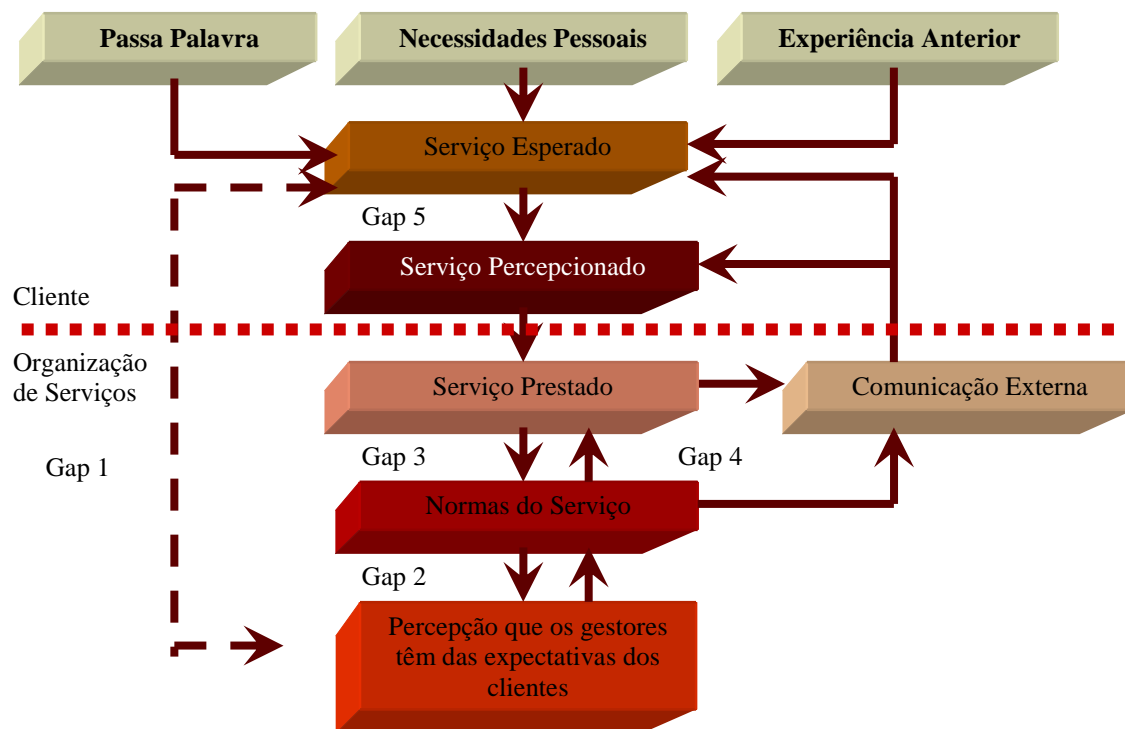 Passa Palavra
Necessidades Pessoais
Experiência Anterior
Serviço Esperado
Gap 5
Serviço Percepcionado
Cliente
Organização
de Serviços
Serviço Prestado
Comunicação Externa
Gap 1
Gap 3
Gap 4
Normas do Serviço
Gap 2
Percepção que os gestores
têm das expectativas dos
clientes